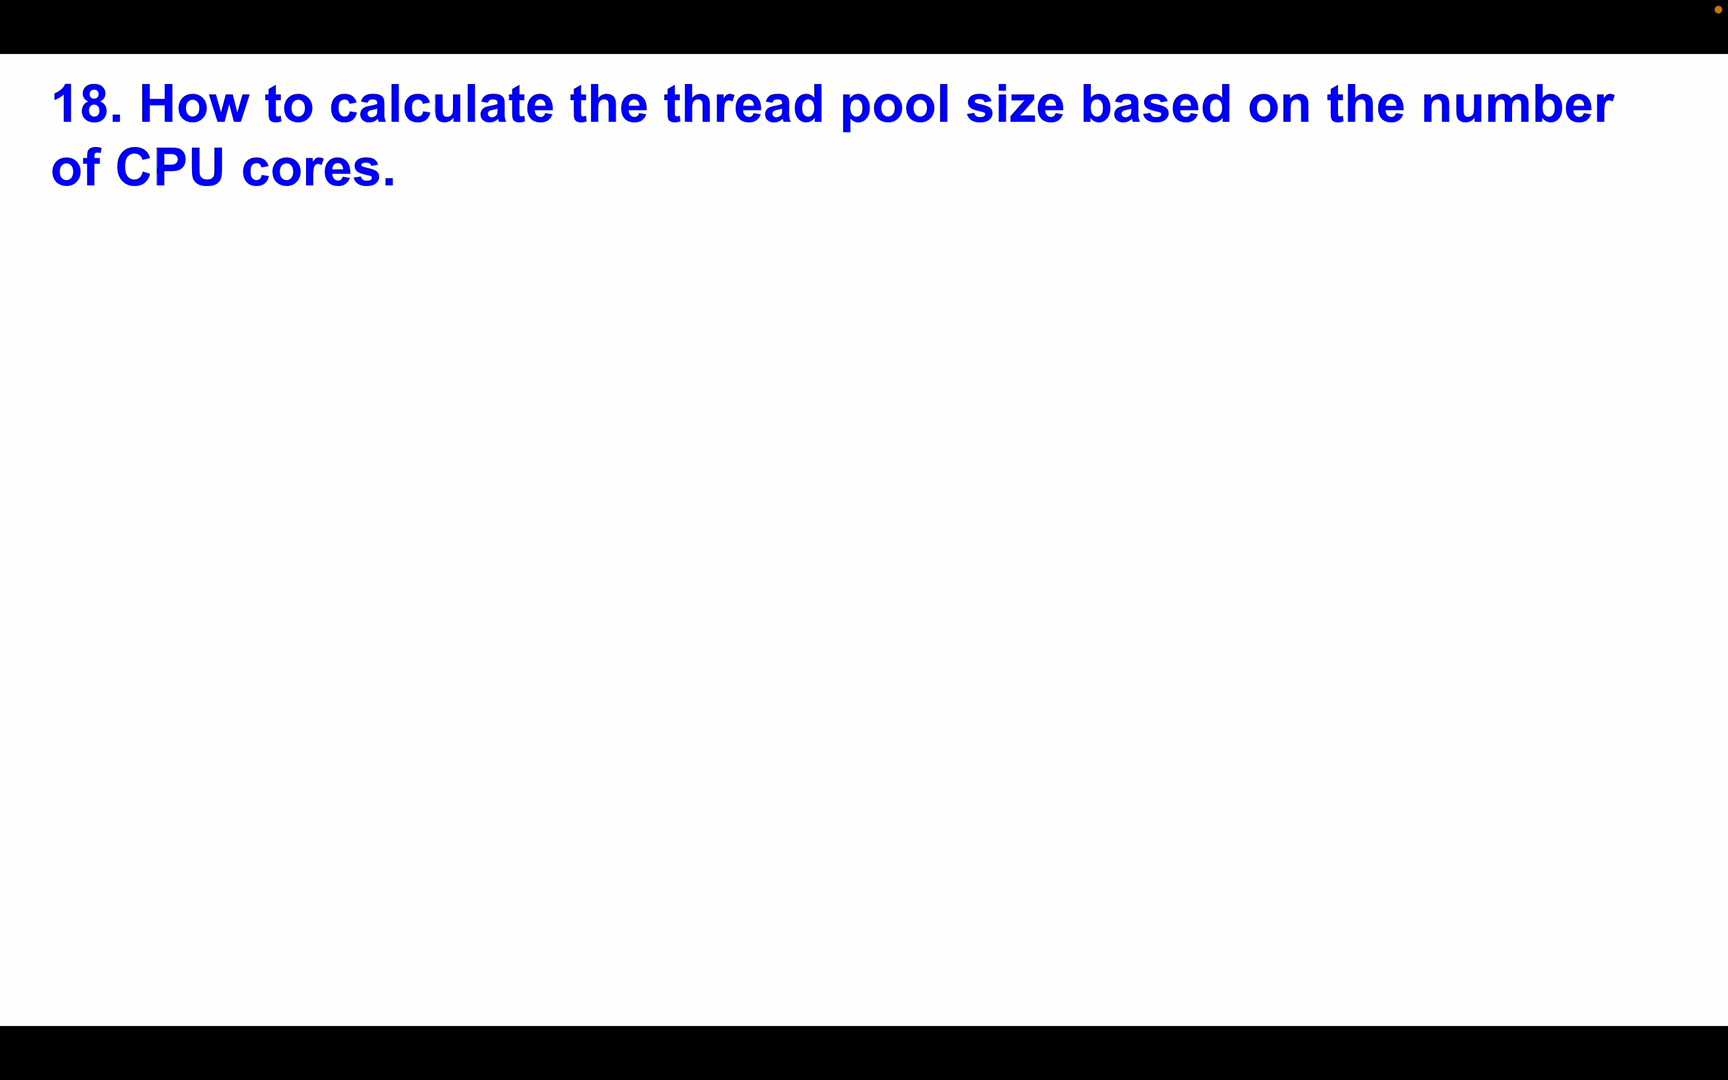 18. How to calculate the thread pool size based on the number
of CPU cores.